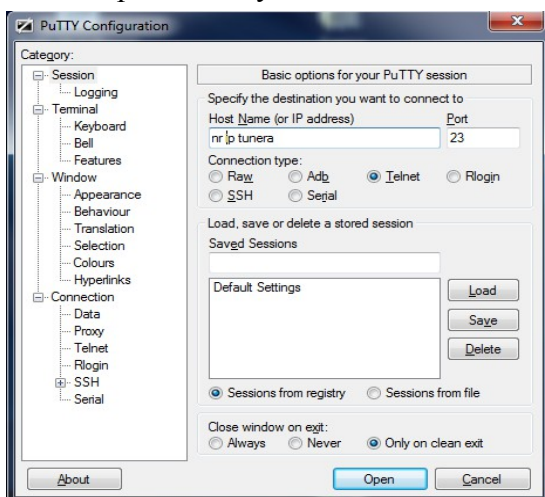 PuTTY Configuration
Category:
Session
Logging
Terminal
Keyboard
Bell
Features
Window
Appearance
Behaviour
Translation
Selection
Colours
Hyperlinks
Connection
Data
Proxy
Telnet
Rlogin
SSH
Serial
Basic options for your PuTTY session
Specify the destination you want to connect to
Host Name (or IP address) Port
nr ip tunera 23
Connection type:
Raw Adb Telnet Rlogin
SSH Serial
Load, save or delete a stored session
Saved Sessions
Default Settings
Load
Save
Delete
Sessions from registry Sessions from file
Close window on exit:
Always Never Only on clean exit
About Open Cancel